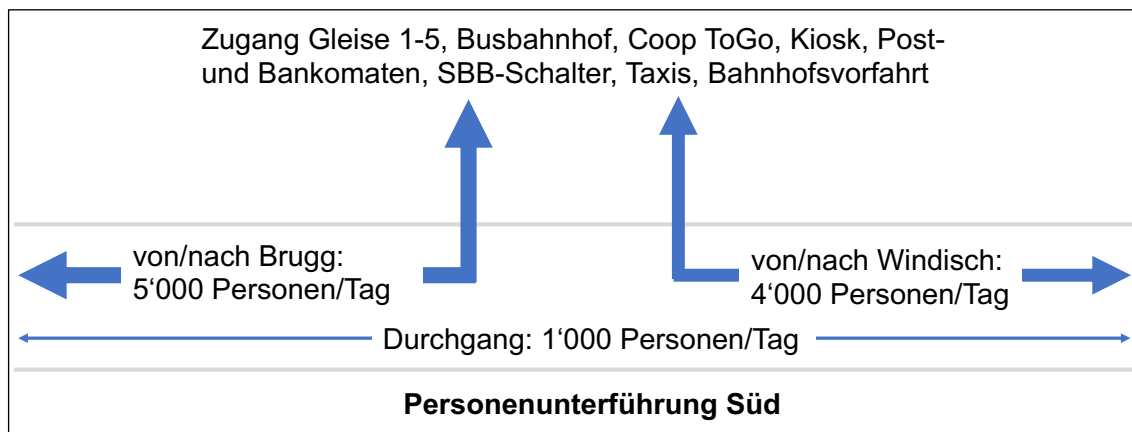 Zugang Gleise 1-5, Busbahnhof, Coop ToGo, Kiosk, Post-
und Bankomaten, SBB-Schalter, Taxis, Bahnhofsvorfahrt
von/nach Brugg:
5‘000 Personen/Tag
von/nach Windisch:
4‘000 Personen/Tag
Durchgang: 1‘000 Personen/Tag
Personenunterführung Süd